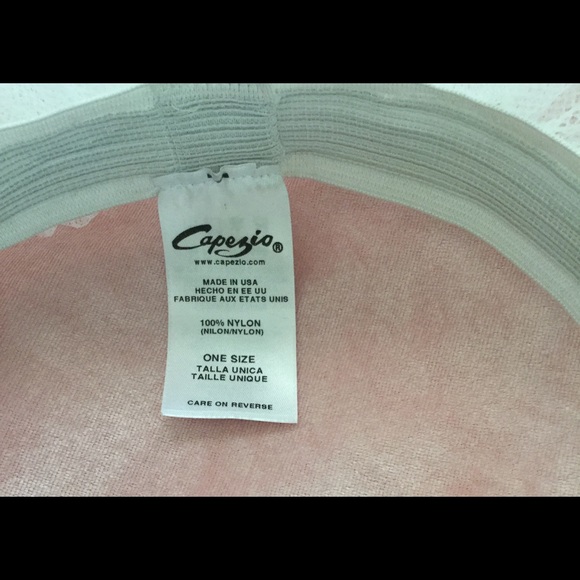 Capezio®
www.capezio.com
MADE IN USA
HECHO EN EE UU
FABRIQUE AUX ETATS UNIS
100% NYLON
(NILON/NYLON)
ONE SIZE
TALLA UNICA
TAILLE UNIQUE
CARE ON REVERSE